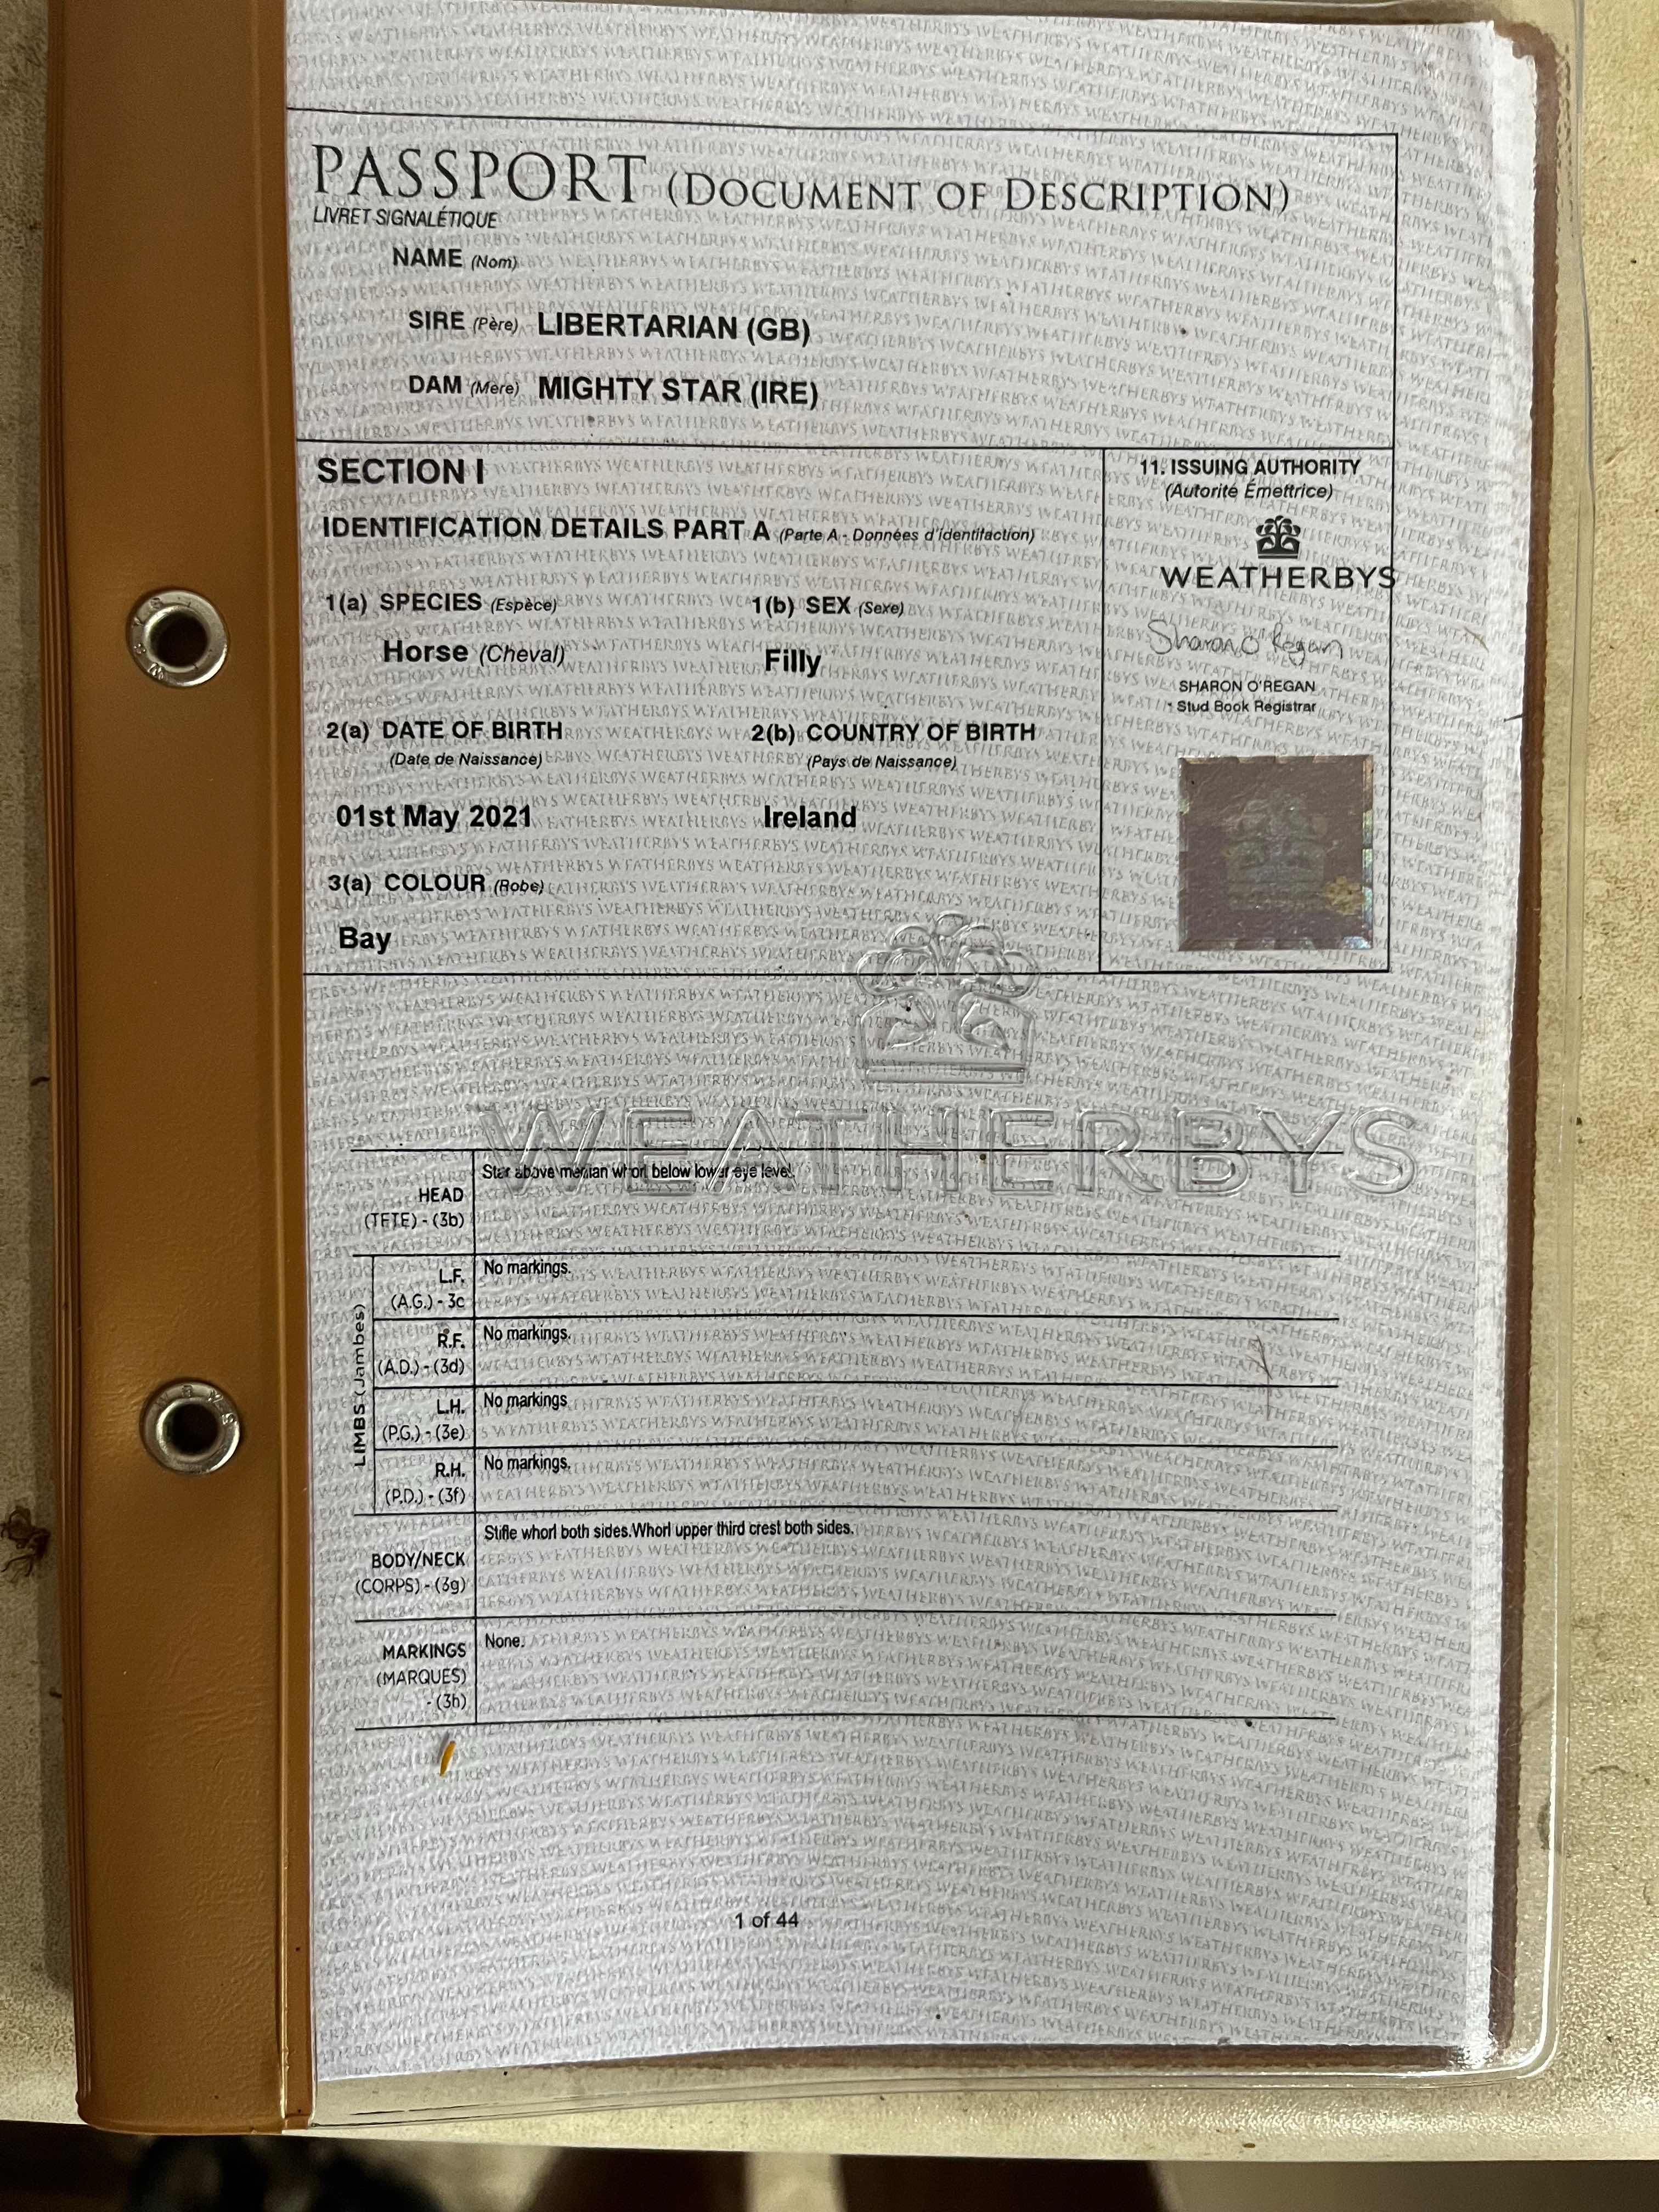 PASSPORT (DOCUMENT OF DESCRIPTION)
LIVRET SIGNALÉTIQUE
NAME (Nom)
SIRE (Père) LIBERTARIAN (GB)
DAM (Mère) MIGHTY STAR (IRE)
SECTION I
IDENTIFICATION DETAILS PART A (Parte A - Données d'identifaction)
1(a) SPECIES (Espèce)
Horse (Cheval)
1(b) SEX (Sexe)
Filly
2(a) DATE OF BIRTH
(Date de Naissance)
01st May 2021
2(b) COUNTRY OF BIRTH
(Pays de Naissance)
Ireland
3(a) COLOUR (Robe)
Bay
11. ISSUING AUTHORITY
(Autorité Émettrice)
WEATHERBYS
Sharon O'Regan
SHARON O'REGAN
Stud Book Registrar
WEATHERBYS
HEAD
(TETE) - (3b)
Star above median whorl below lower eye level.
LIMBS (Jambes)
L.F.
(A.G.) - 3c
No markings.
R.F.
(A.D.) - (3d)
No markings.
L.H.
(P.G.) - (3e)
No markings
R.H.
(P.D.) - (3f)
No markings.
BODY/NECK
(CORPS) - (3g)
Stifle whorl both sides.Whorl upper third crest both sides.
MARKINGS
(MARQUES)
- (3h)
None.
1 of 44